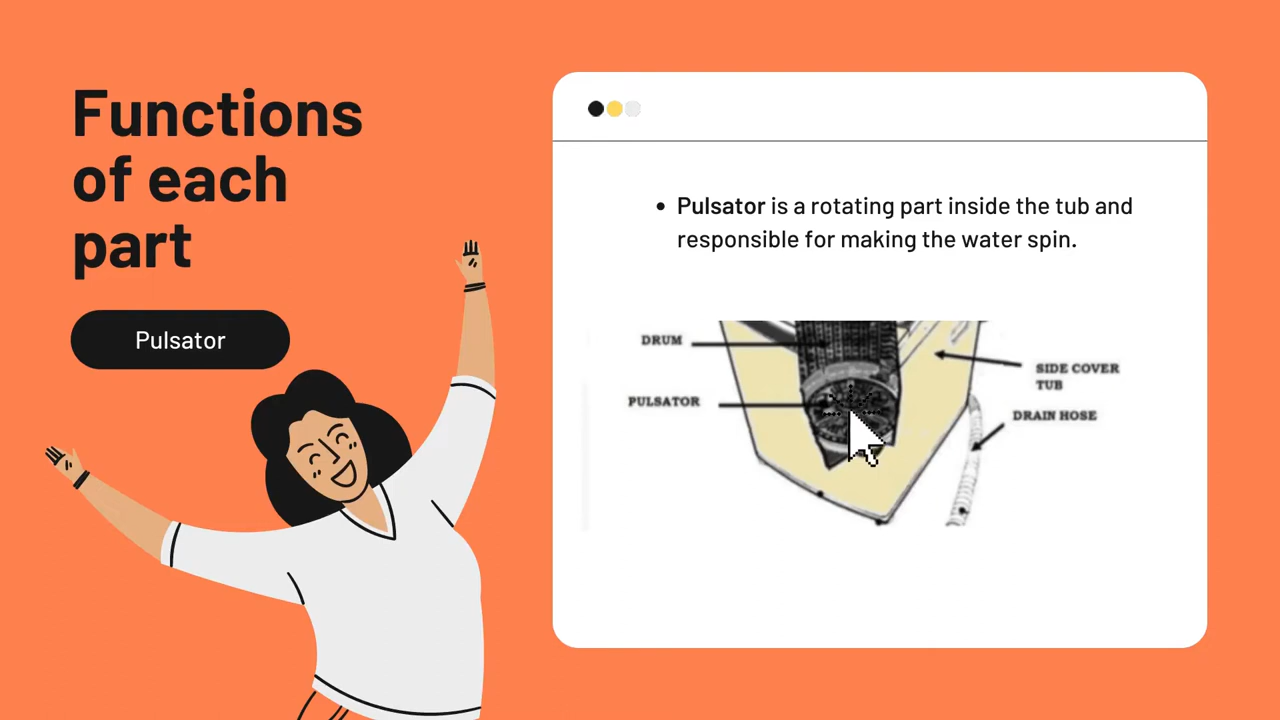 Functions
of each
part
Pulsator
• Pulsator is a rotating part inside the tub and
responsible for making the water spin.
DRUM
PULSATOR
SIDE COVER
TUB
DRAIN HOSE